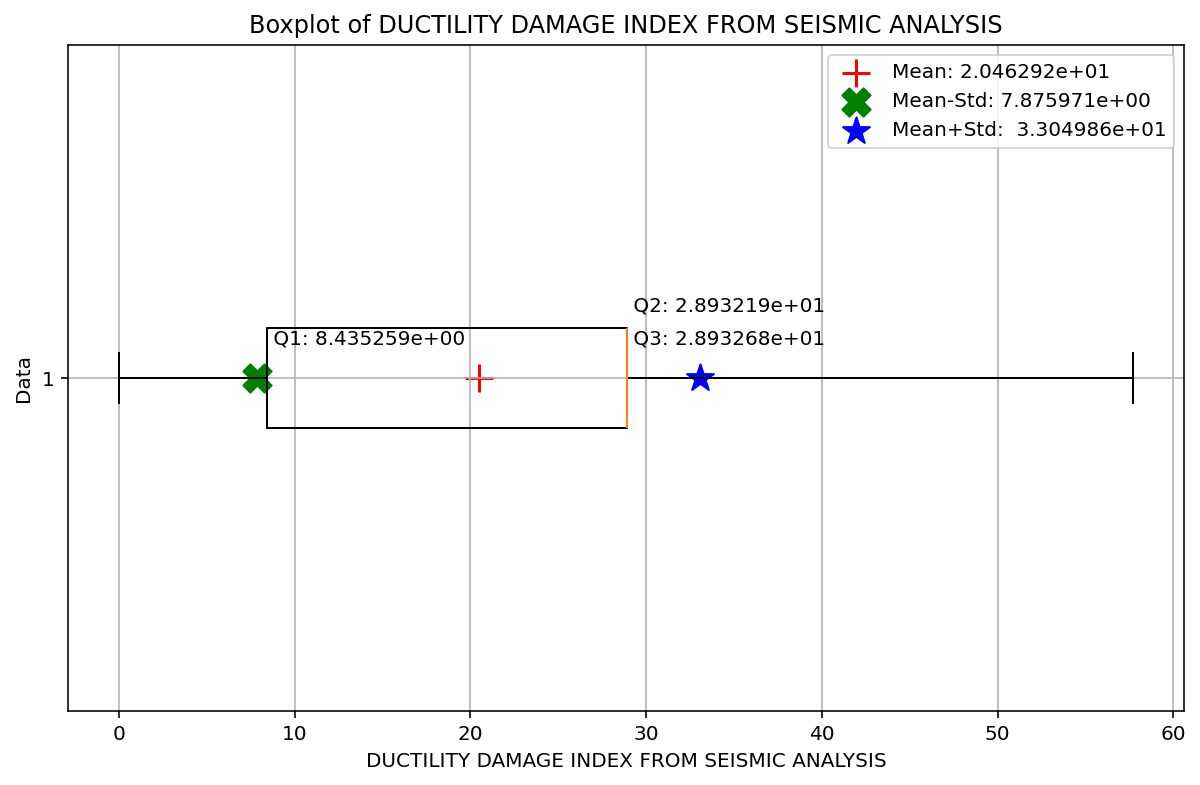 Boxplot of DUCTILITY DAMAGE INDEX FROM SEISMIC ANALYSIS
Mean: 2.046292e+01
Mean-Std: 7.875971e+00
Mean+Std:  3.304986e+01
Q2: 2.893219e+01
Q1: 8.435259e+00
Q3: 2.893268e+01
Data
1
0
10
20
30
40
50
60
DUCTILITY DAMAGE INDEX FROM SEISMIC ANALYSIS